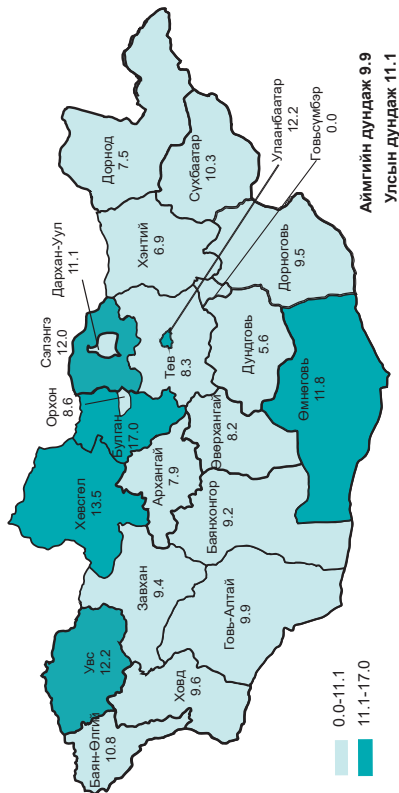 Увс
12.2
Баян-Өлгий
10.8
Ховд
9.6
Завхан
9.4
Говь-Алтай
9.9
Хөвсгөл
13.5
Архангай
7.9
Баянхонгор
9.2
Орхон
8.6
Булган
17.0
Өвөрхангай
8.2
Сэлэнгэ
12.0
Дархан-Уул
11.1
Төв
8.3
Дундговь
5.6
Өмнөговь
11.8
Хэнтий
6.9
Дорноговь
9.5
Дорнод
7.5
Сүхбаатар
10.3
Улаанбаатар
12.2
Говьсүмбэр
0.0
0.0-11.1
11.1-17.0
Аймгийн дундаж 9.9
Улсын дундаж 11.1